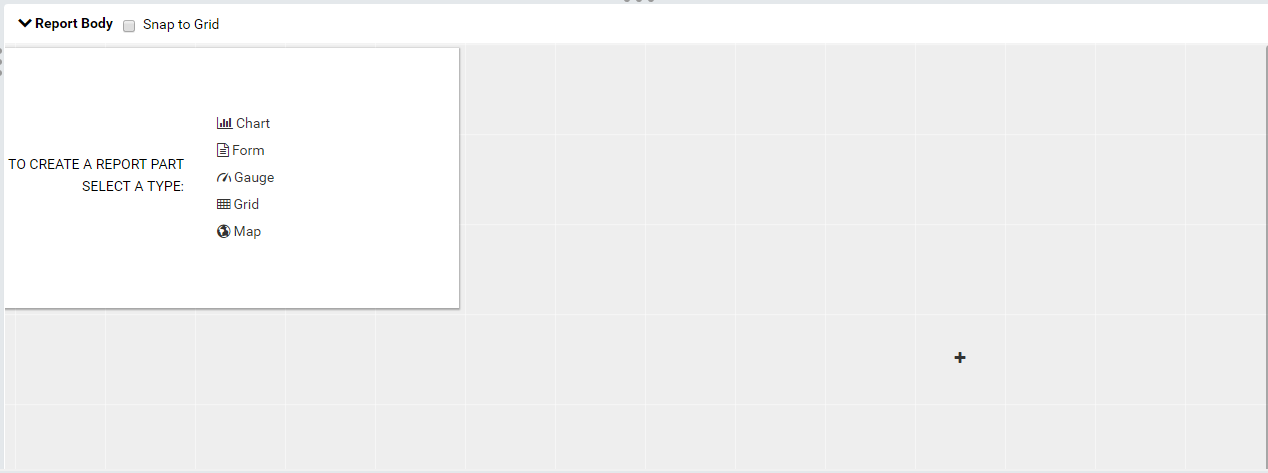 Report Body Snap to Grid
TO CREATE A REPORT PART
SELECT A TYPE:
Chart
Form
Gauge
Grid
Map